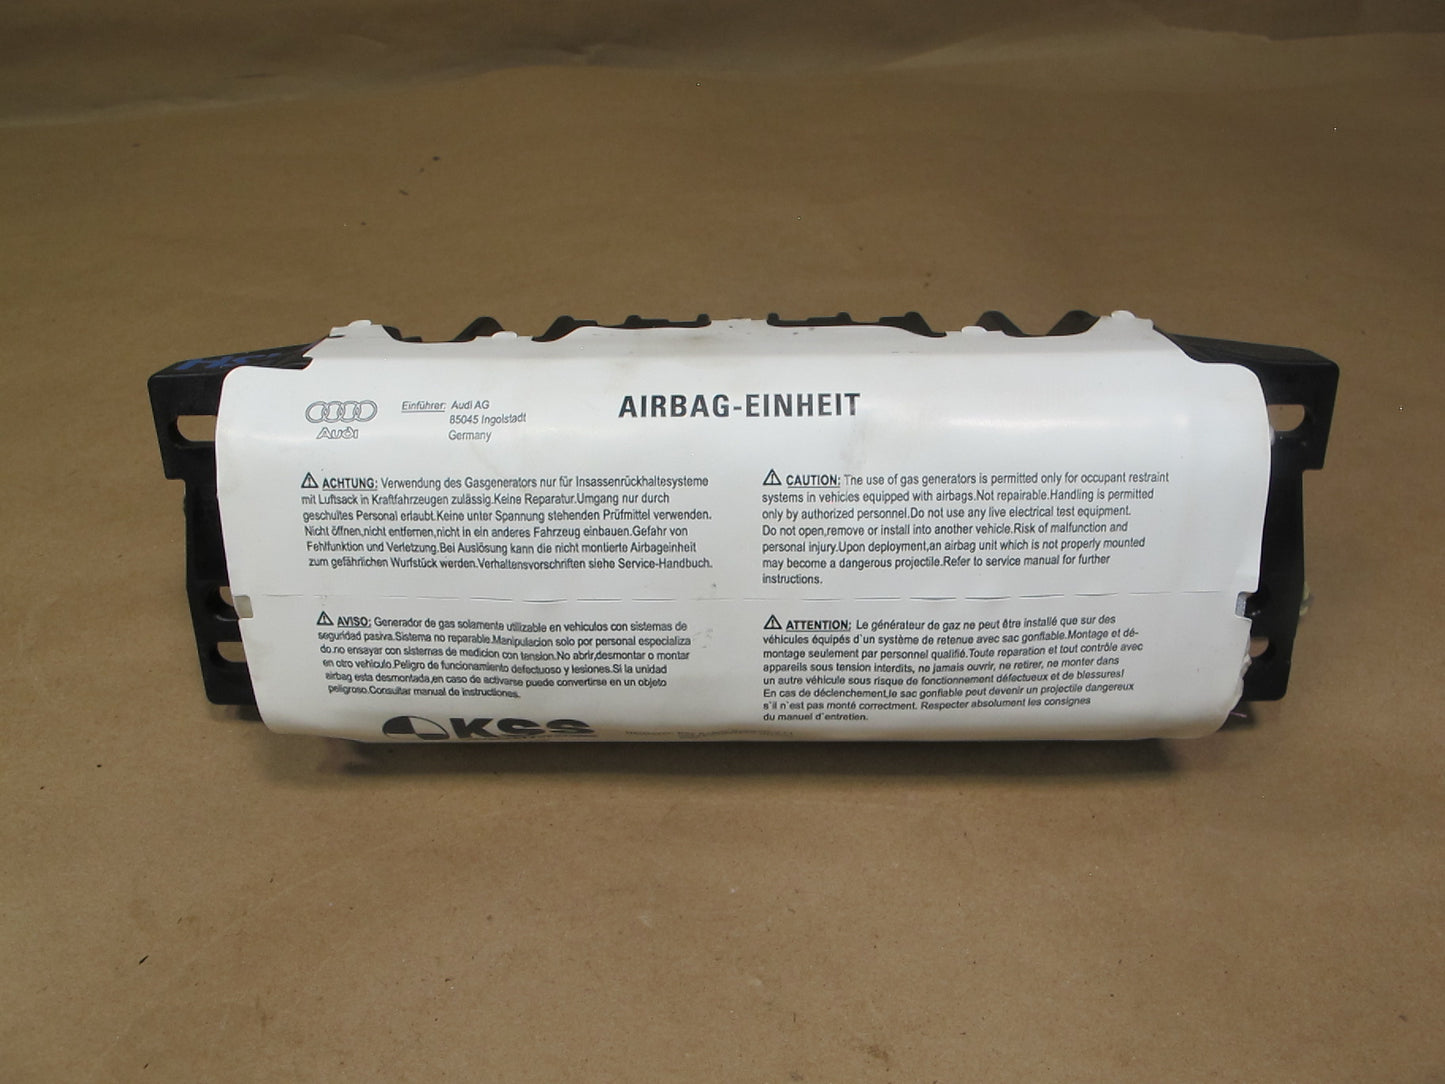 Audi
Einführer: Audi AG
85045 Ingolstadt
Germany
AIRBAG-EINHEIT
⚠ ACHTUNG: Verwendung des Gasgenerators nur für Insassenrückhaltesysteme
mit Luftsack in Kraftfahrzeugen zulässig.Keine Reparatur.Umgang nur durch
geschultes Personal erlaubt.Keine unter Spannung stehenden Prüfmittel verwenden.
Nicht öffnen,nicht entfernen,nicht in ein anderes Fahrzeug einbauen.Gefahr von
Fehlfunktion und Verletzung.Bei Auslösung kann die nicht montierte Airbageinheit
zum gefährlichen Wurfstück werden.Verhaltensvorschriften siehe Service-Handbuch.
⚠ CAUTION: The use of gas generators is permitted only for occupant restraint
systems in vehicles equipped with airbags.Not repairable.Handling is permitted
only by authorized personnel.Do not use any live electrical test equipment.
Do not open,remove or install into another vehicle.Risk of malfunction and
personal injury.Upon deployment,an airbag unit which is not properly mounted
may become a dangerous projectile.Refer to service manual for further
instructions.
⚠ AVISO: Generador de gas solamente utilizable en vehiculos con sistemas de
seguridad pasiva.Sistema no reparable.Manipulacion solo por personal especializa
do.no ensayar con sistemas de medicion con tension.No abrir,desmontar o montar
en otro vehiculo.Peligro de funcionamiento defectuoso y lesiones.Si la unidad
airbag esta desmontada,en caso de activarse puede convertirse en un objeto
peligroso.Consultar manual de instructiones.
⚠ ATTENTION: Le générateur de gaz ne peut être installé que sur des
véhicules équipés d'un système de retenue avec sac gonflable.Montage et dé-
montage seulement par personnel qualifié.Toute reparation et tout contrôle avec
appareils sous tension interdits, ne jamais ouvrir, ne retirer, ne monter dans
un autre véhicule sous risque de fonctionnement défectueux et de blessures!
En cas de déclenchement,le sac gonflable peut devenir un projectile dangereux
s'il n'est pas monté correctment. Respecter absolument les consignes
du manuel d'entretien.
KSS